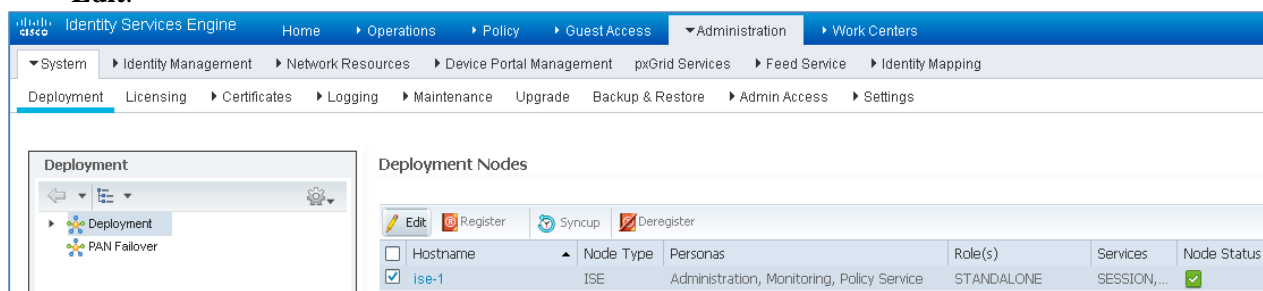 Edit.
cisco Identity Services Engine Home Operations Policy Guest Access Administration Work Centers
System Identity Management Network Resources Device Portal Management pxGrid Services Feed Service Identity Mapping
Deployment Licensing Certificates Logging Maintenance Upgrade Backup & Restore Admin Access Settings
Deployment
Deployment
PAN Failover
Deployment Nodes
Edit Register Syncup Deregister
Hostname Node Type Personas Role(s) Services Node Status
ise-1 ISE Administration, Monitoring, Policy Service STANDALONE SESSION,...